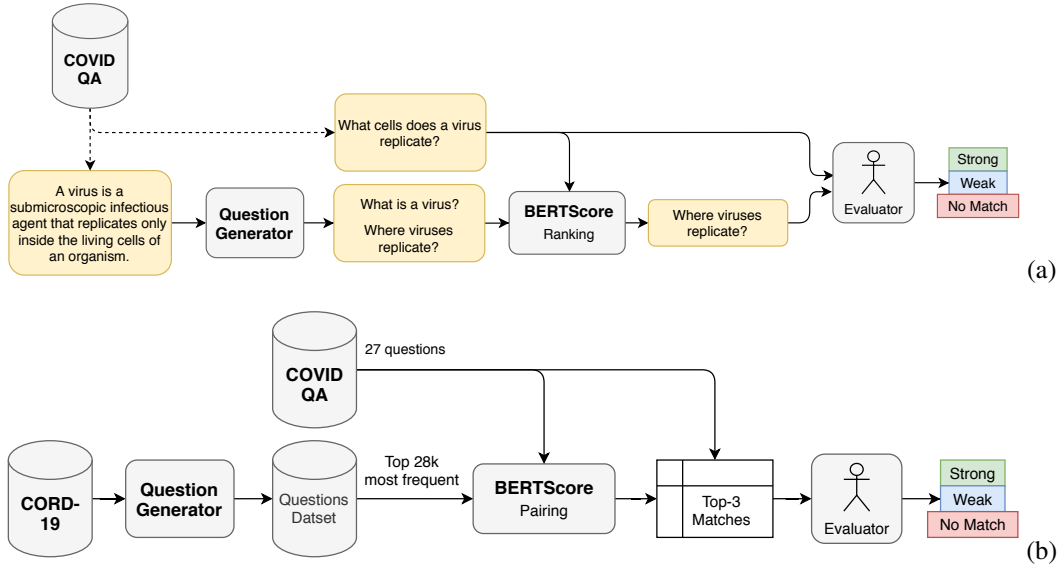 COVID
QA
What cells does a virus
replicate?
A virus is a
submicroscopic infectious
agent that replicates only
inside the living cells of
an organism.
Question
Generator
What is a virus?
Where viruses
replicate?
BERTScore
Ranking
Where viruses
replicate?
Evaluator
Strong
Weak
No Match
(a)
COVID
QA
27 questions
CORD-
19
Question
Generator
Questions
Datset
Top 28k
most frequent
BERTScore
Pairing
Top-3
Matches
Evaluator
Strong
Weak
No Match
(b)